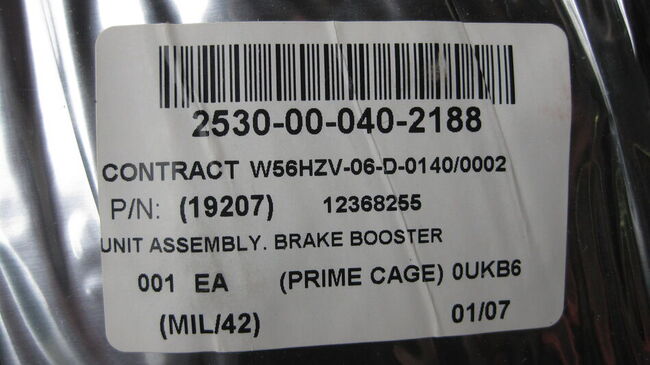 2530-00-040-2188
CONTRACT W56HZV-06-D-0140/0002
P/N: (19207) 12368255
UNIT ASSEMBLY. BRAKE BOOSTER
001 EA (PRIME CAGE) 0UKB6
(MIL/42) 01/07